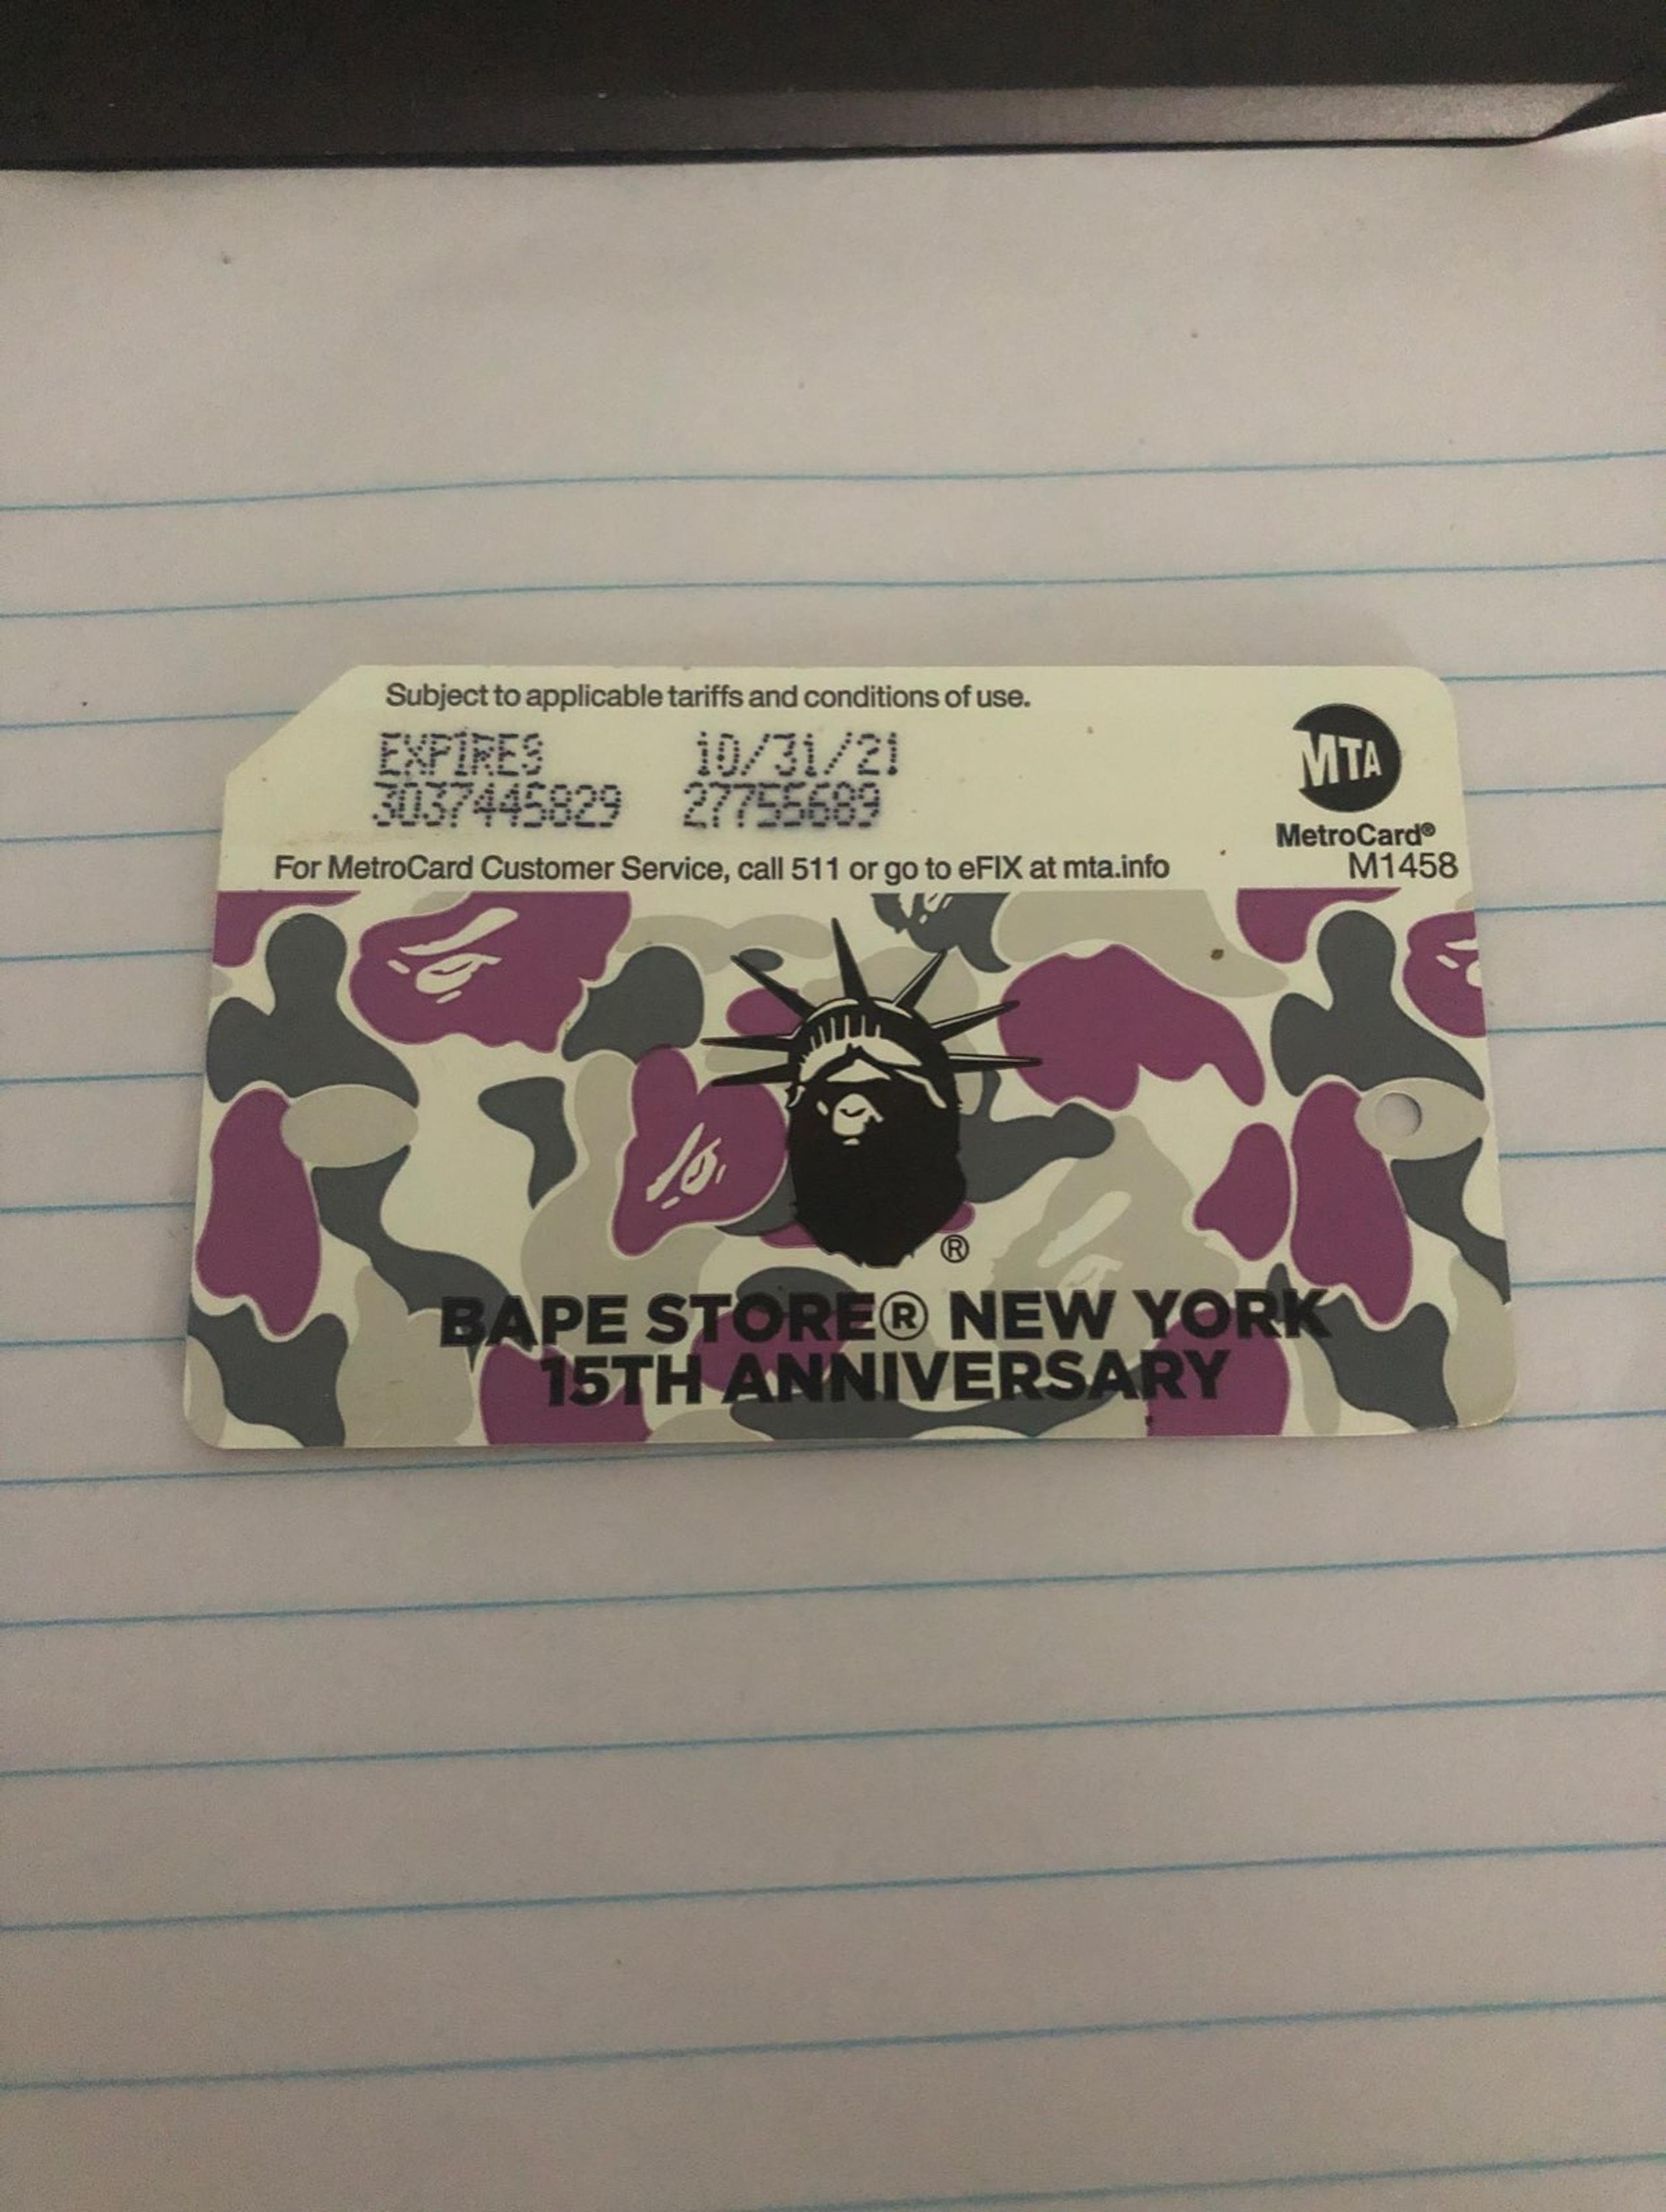 Subject to applicable tariffs and conditions of use.
EXPIRES 10/31/21
3037445829 27755689
MTA
MetroCard®
M1458
For MetroCard Customer Service, call 511 or go to eFIX at mta.info
®
BAPE STORE® NEW YORK
15TH ANNIVERSARY